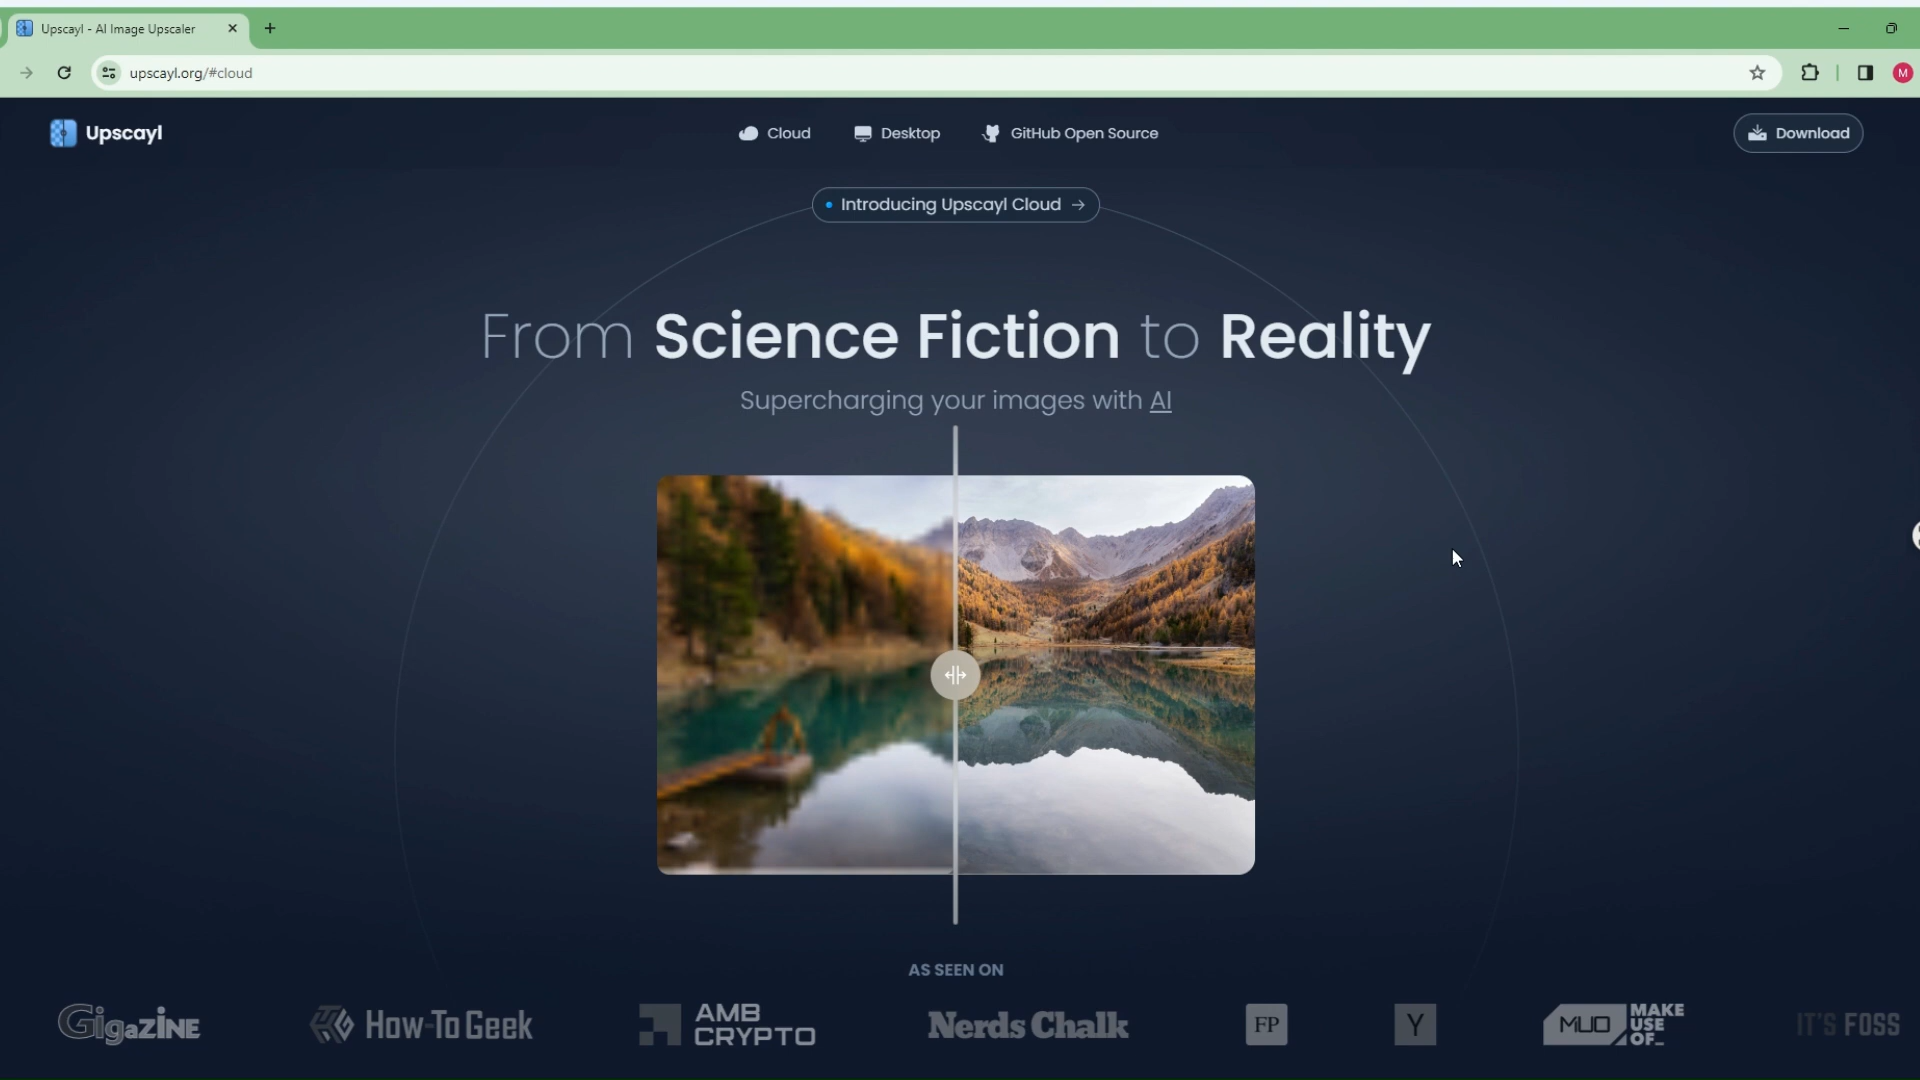 Upscayl - AI Image Upscaler
upscayl.org/#cloud
M
Upscayl
Cloud
Desktop
GitHub Open Source
Download
Introducing Upscayl Cloud →
From Science Fiction to Reality
Supercharging your images with AI
AS SEEN ON
GIGAZINE
How-To Geek
AMB
CRYPTO
Nerds Chalk
FP
Y
MUO
MAKE
USE
OF_
IT'S FOSS